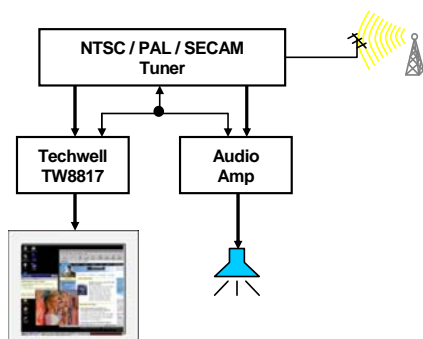 NTSC / PAL / SECAM
Tuner
Techwell
TW8817
Audio
Amp